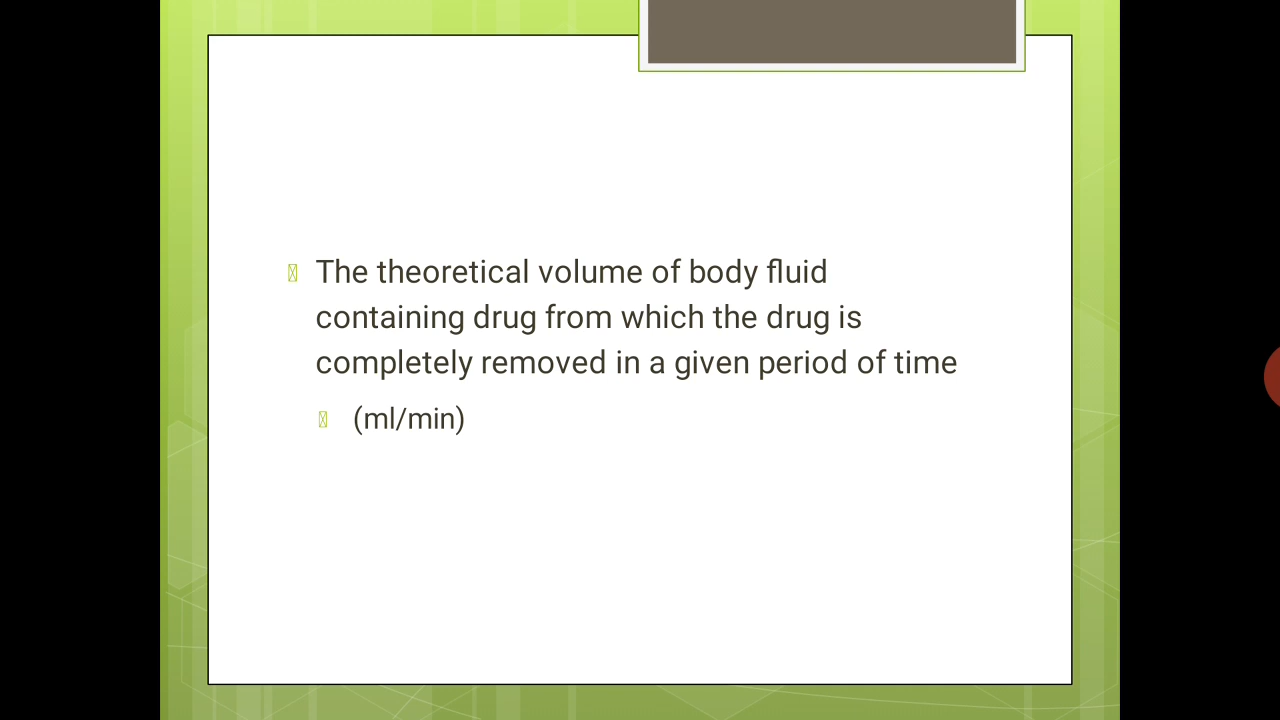 The theoretical volume of body fluid
containing drug from which the drug is
completely removed in a given period of time
(ml/min)